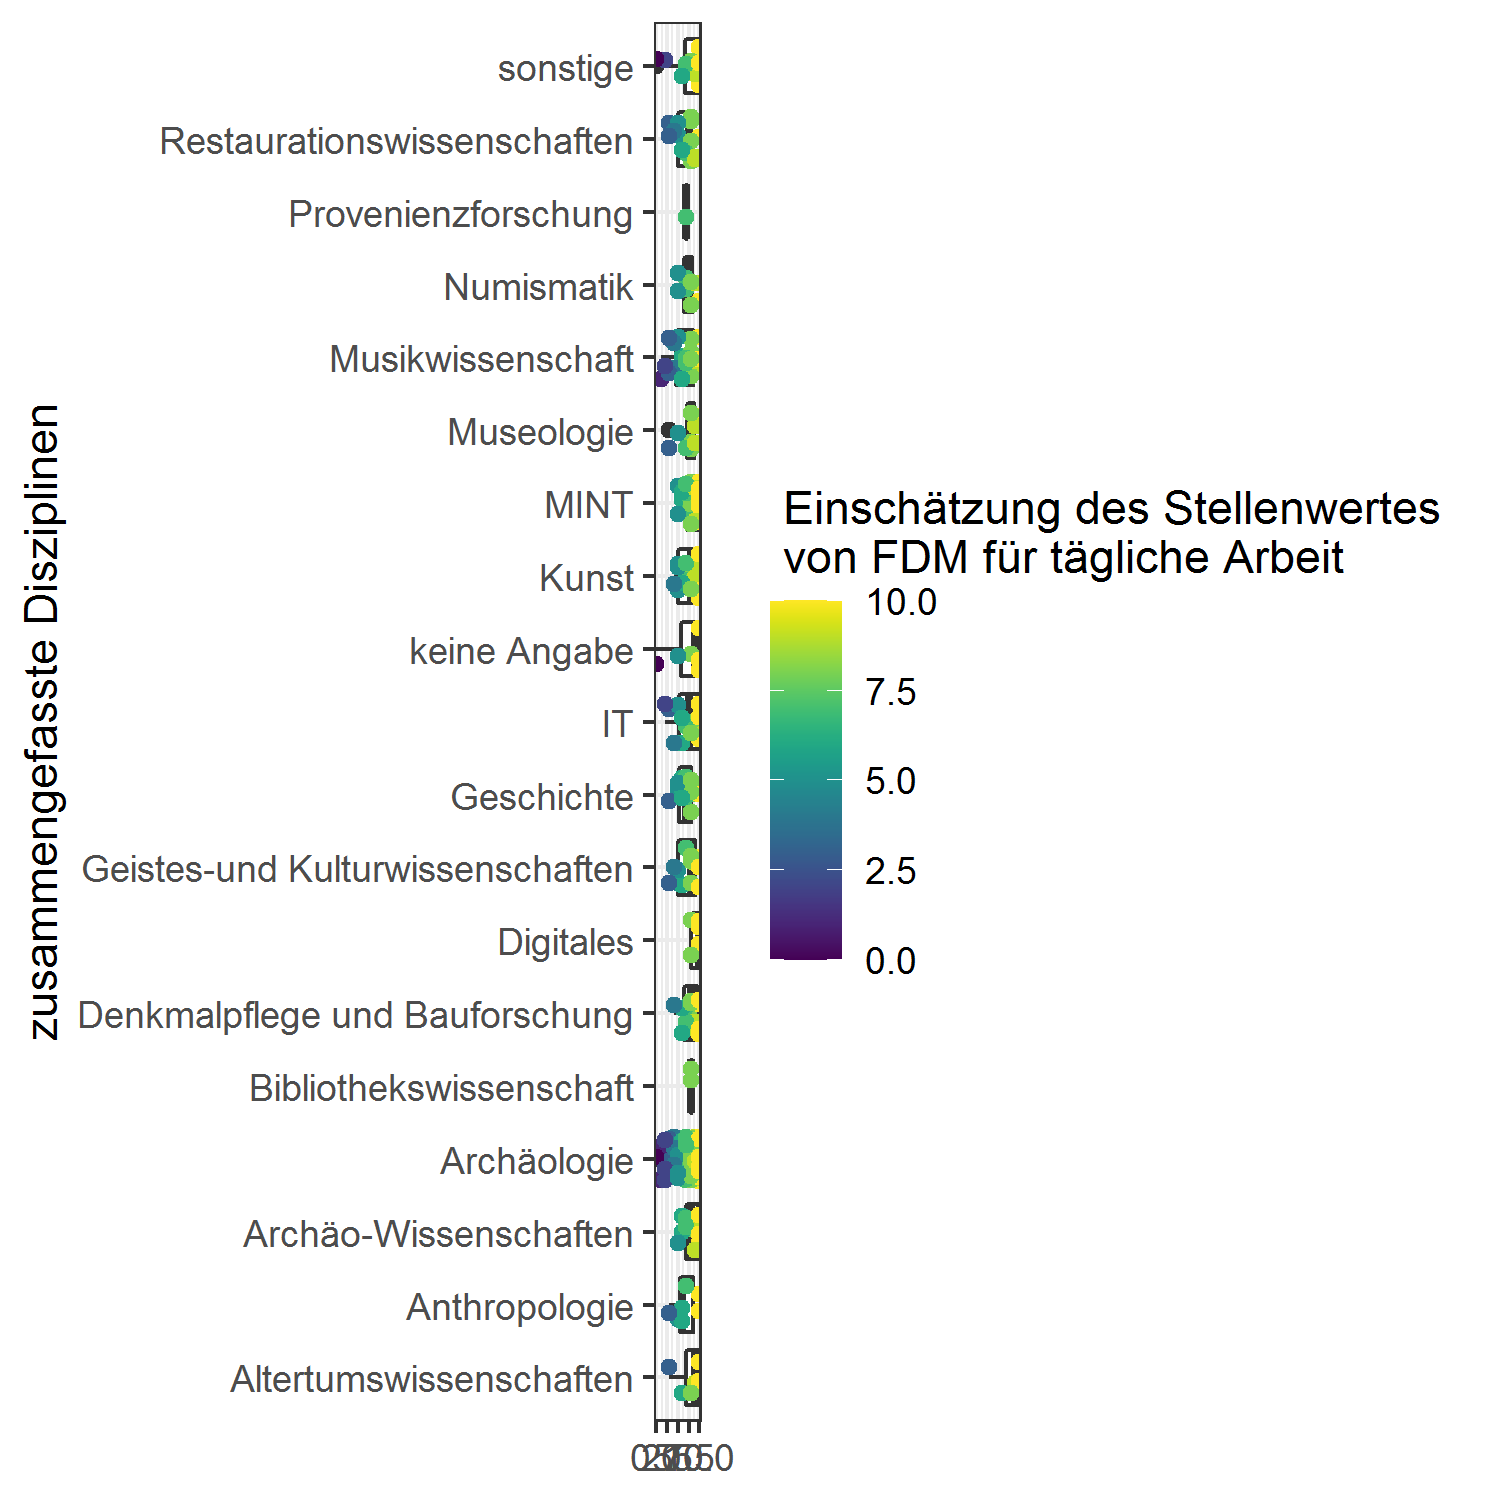 zusammengefasste Disziplinen
sonstige
Restaurationswissenschaften
Provenienzforschung
Numismatik
Musikwissenschaft
Museologie
MINT
Kunst
keine Angabe
IT
Geschichte
Geistes-und Kulturwissenschaften
Digitales
Denkmalpflege und Bauforschung
Bibliothekswissenschaft
Archäologie
Archäo-Wissenschaften
Anthropologie
Altertumswissenschaften
Einschätzung des Stellenwertes
von FDM für tägliche Arbeit
10.0
7.5
5.0
2.5
0.0